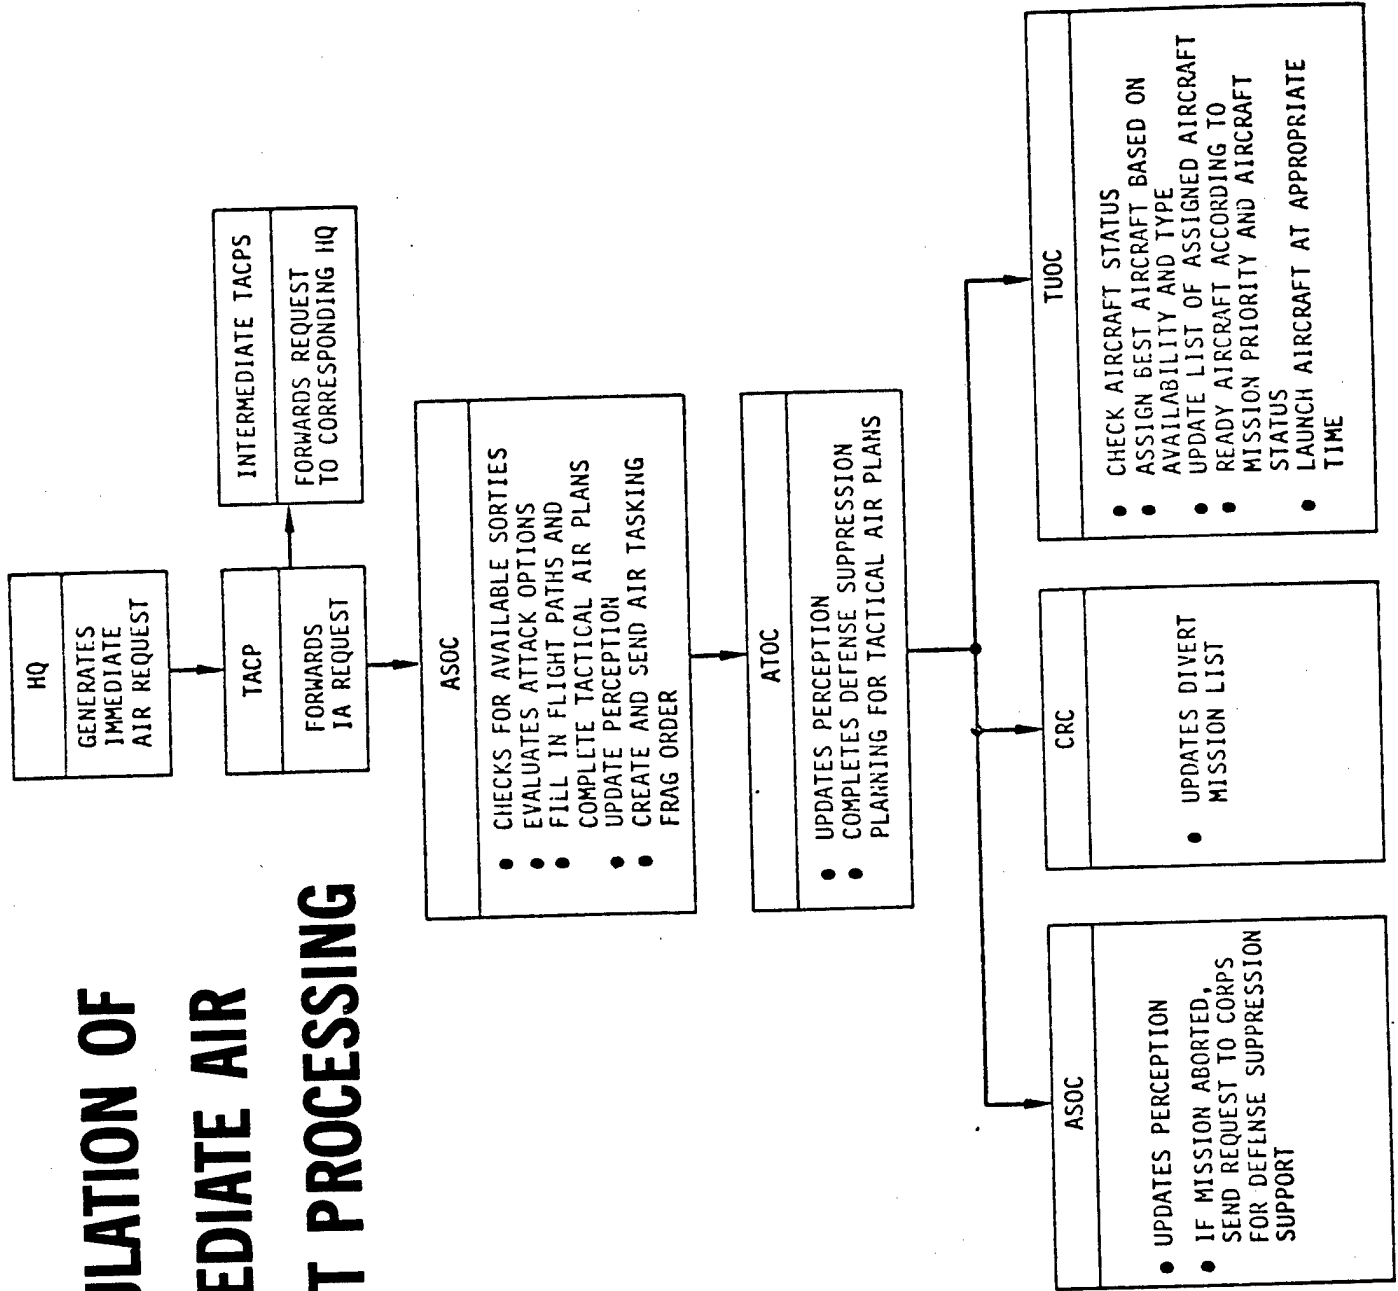 ULATION OF
EDIATE AIR
T PROCESSING
HQ
GENERATES
IMMEDIATE
AIR REQUEST
TACP
FORWARDS
IA REQUEST
INTERMEDIATE TACPS
FORWARDS REQUEST
TO CORRESPONDING HQ
ASOC
● CHECKS FOR AVAILABLE SORTIES
● EVALUATES ATTACK OPTIONS
● FILL IN FLIGHT PATHS AND
COMPLETE TACTICAL AIR PLANS
● UPDATE PERCEPTION
● CREATE AND SEND AIR TASKING
FRAG ORDER
ATOC
● UPDATES PERCEPTION
● COMPLETES DEFENSE SUPPRESSION
PLANNING FOR TACTICAL AIR PLANS
ASOC
● UPDATES PERCEPTION
● IF MISSION ABORTED,
SEND REQUEST TO CORPS
FOR DEFENSE SUPPRESSION
SUPPORT
CRC
● UPDATES DIVERT
MISSION LIST
TUOC
● CHECK AIRCRAFT STATUS
● ASSIGN BEST AIRCRAFT BASED ON
AVAILABILITY AND TYPE
● UPDATE LIST OF ASSIGNED AIRCRAFT
● READY AIRCRAFT ACCORDING TO
MISSION PRIORITY AND AIRCRAFT
STATUS
● LAUNCH AIRCRAFT AT APPROPRIATE
TIME